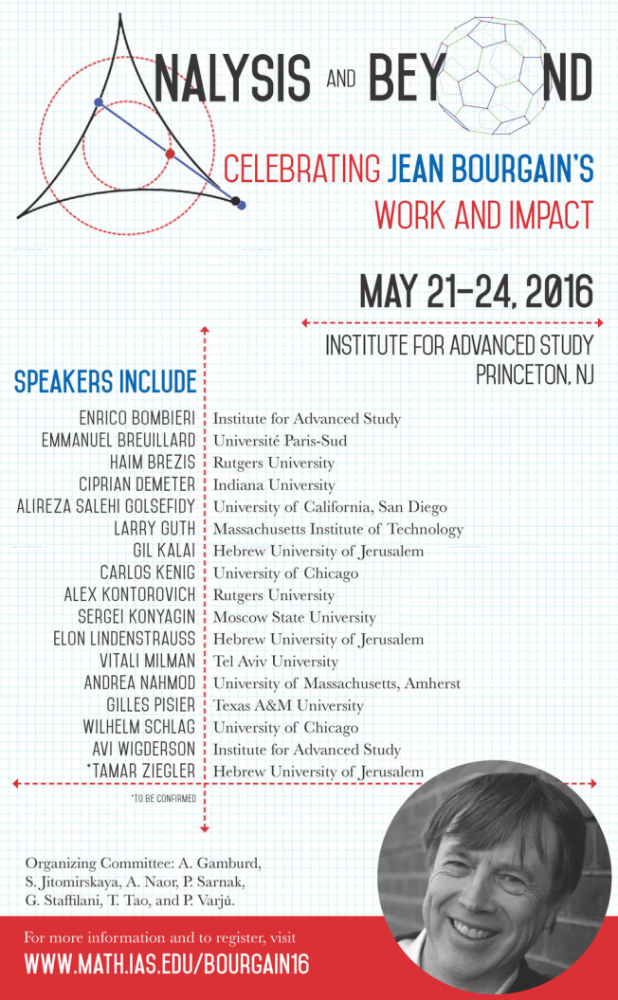 ANALYSIS AND BEYOND
CELEBRATING JEAN BOURGAIN'S
WORK AND IMPACT
MAY 21–24, 2016
INSTITUTE FOR ADVANCED STUDY
PRINCETON, NJ
SPEAKERS INCLUDE
ENRICO BOMBIERI Institute for Advanced Study
EMMANUEL BREUILLARD Université Paris-Sud
HAIM BREZIS Rutgers University
CIPRIAN DEMETER Indiana University
ALIREZA SALEHI GOLSEFIDY University of California, San Diego
LARRY GUTH Massachusetts Institute of Technology
GIL KALAI Hebrew University of Jerusalem
CARLOS KENIG University of Chicago
ALEX KONTOROVICH Rutgers University
SERGEI KONYAGIN Moscow State University
ELON LINDENSTRAUSS Hebrew University of Jerusalem
VITALI MILMAN Tel Aviv University
ANDREA NAHMOD University of Massachusetts, Amherst
GILLES PISIER Texas A&M University
WILHELM SCHLAG University of Chicago
AVI WIGDERSON Institute for Advanced Study
*TAMAR ZIEGLER Hebrew University of Jerusalem
*TO BE CONFIRMED
Organizing Committee: A. Gamburd,
S. Jitomirskaya, A. Naor, P. Sarnak,
G. Staffilani, T. Tao, and P. Varjú.
For more information and to register, visit
WWW.MATH.IAS.EDU/BOURGAIN16